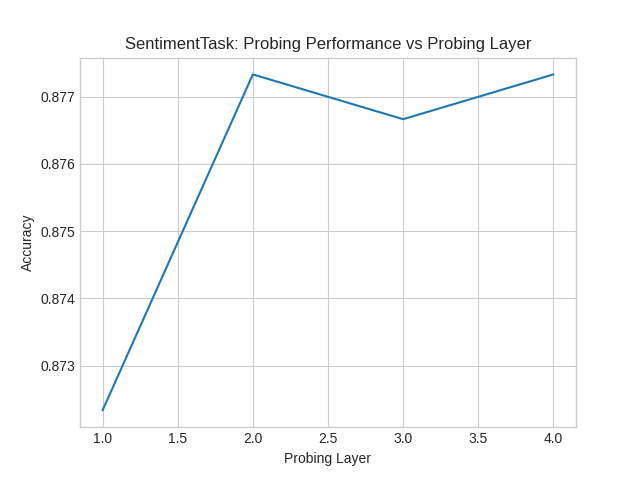 SentimentTask: Probing Performance vs Probing Layer
Accuracy
0.877
0.876
0.875
0.874
0.873
1.0 1.5 2.0 2.5 3.0 3.5 4.0
Probing Layer